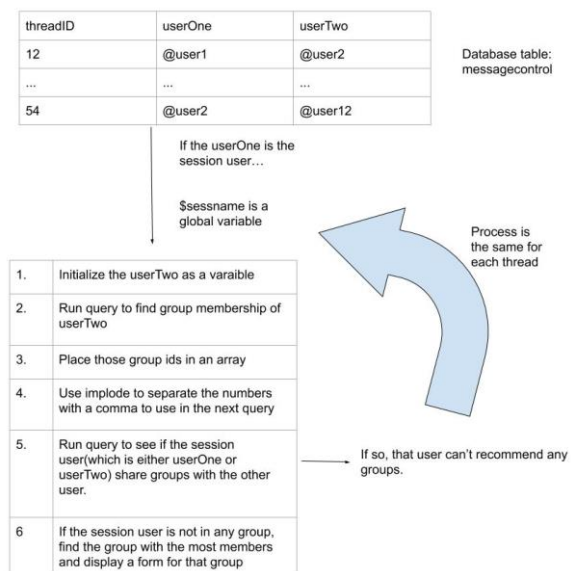 threadID userOne userTwo
12 @user1 @user2
... ... ...
54 @user2 @user12
Database table:
messagecontrol
If the userOne is the
session user…
$sessname is a
global variable
Process is
the same for
each thread
1. Initialize the userTwo as a varaible
2. Run query to find group membership of
userTwo
3. Place those group ids in an array
4. Use implode to separate the numbers
with a comma to use in the next query
5. Run query to see if the session
user(which is either userOne or
userTwo) share groups with the other
user.
If so, that user can’t recommend any
groups.
6 If the session user is not in any group,
find the group with the most members
and display a form for that group